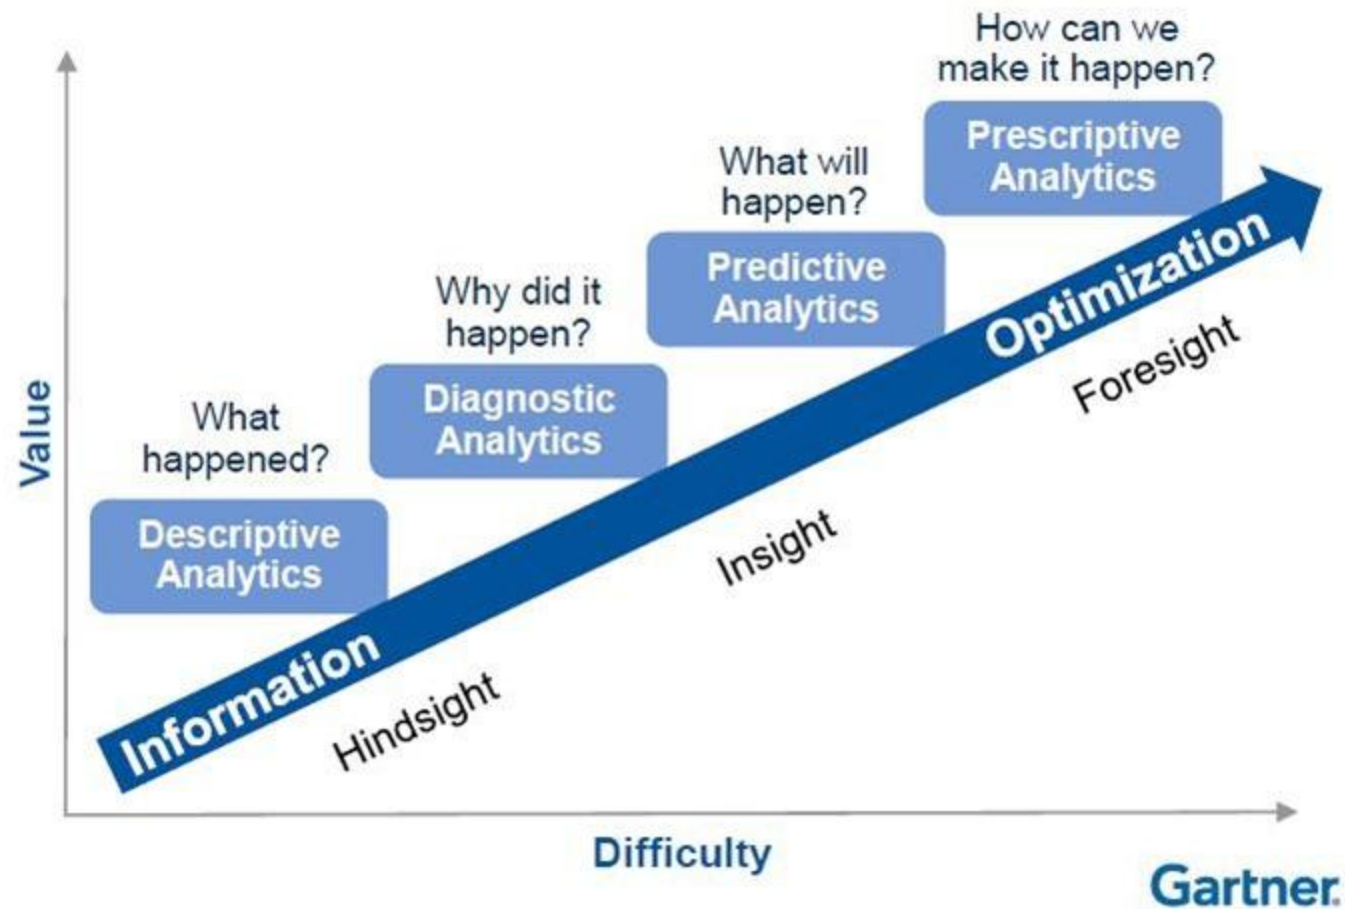 How can we
make it happen?
Prescriptive
Analytics
What will
happen?
Predictive
Analytics
Why did it
happen?
Diagnostic
Analytics
What
happened?
Descriptive
Analytics
Value
Information
Optimization
Hindsight
Insight
Foresight
Difficulty
Gartner.